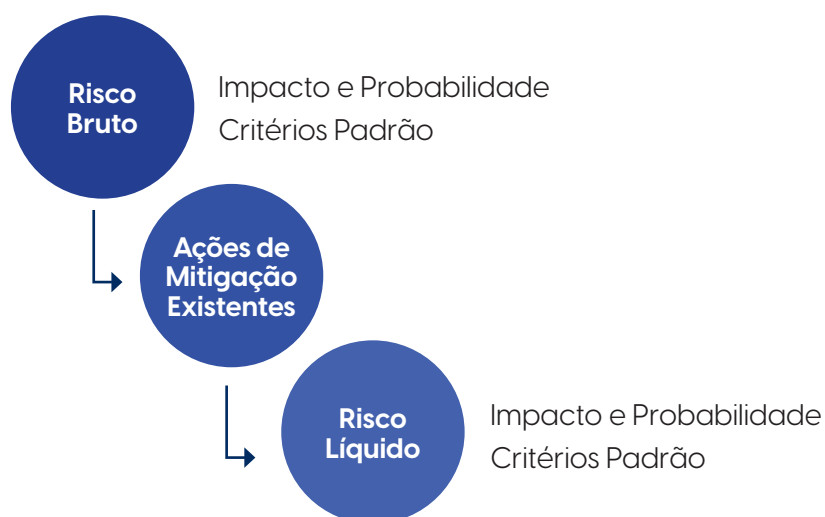 Risco
Bruto
Impacto e Probabilidade
Critérios Padrão
Ações de
Mitigação
Existentes
Risco
Líquido
Impacto e Probabilidade
Critérios Padrão